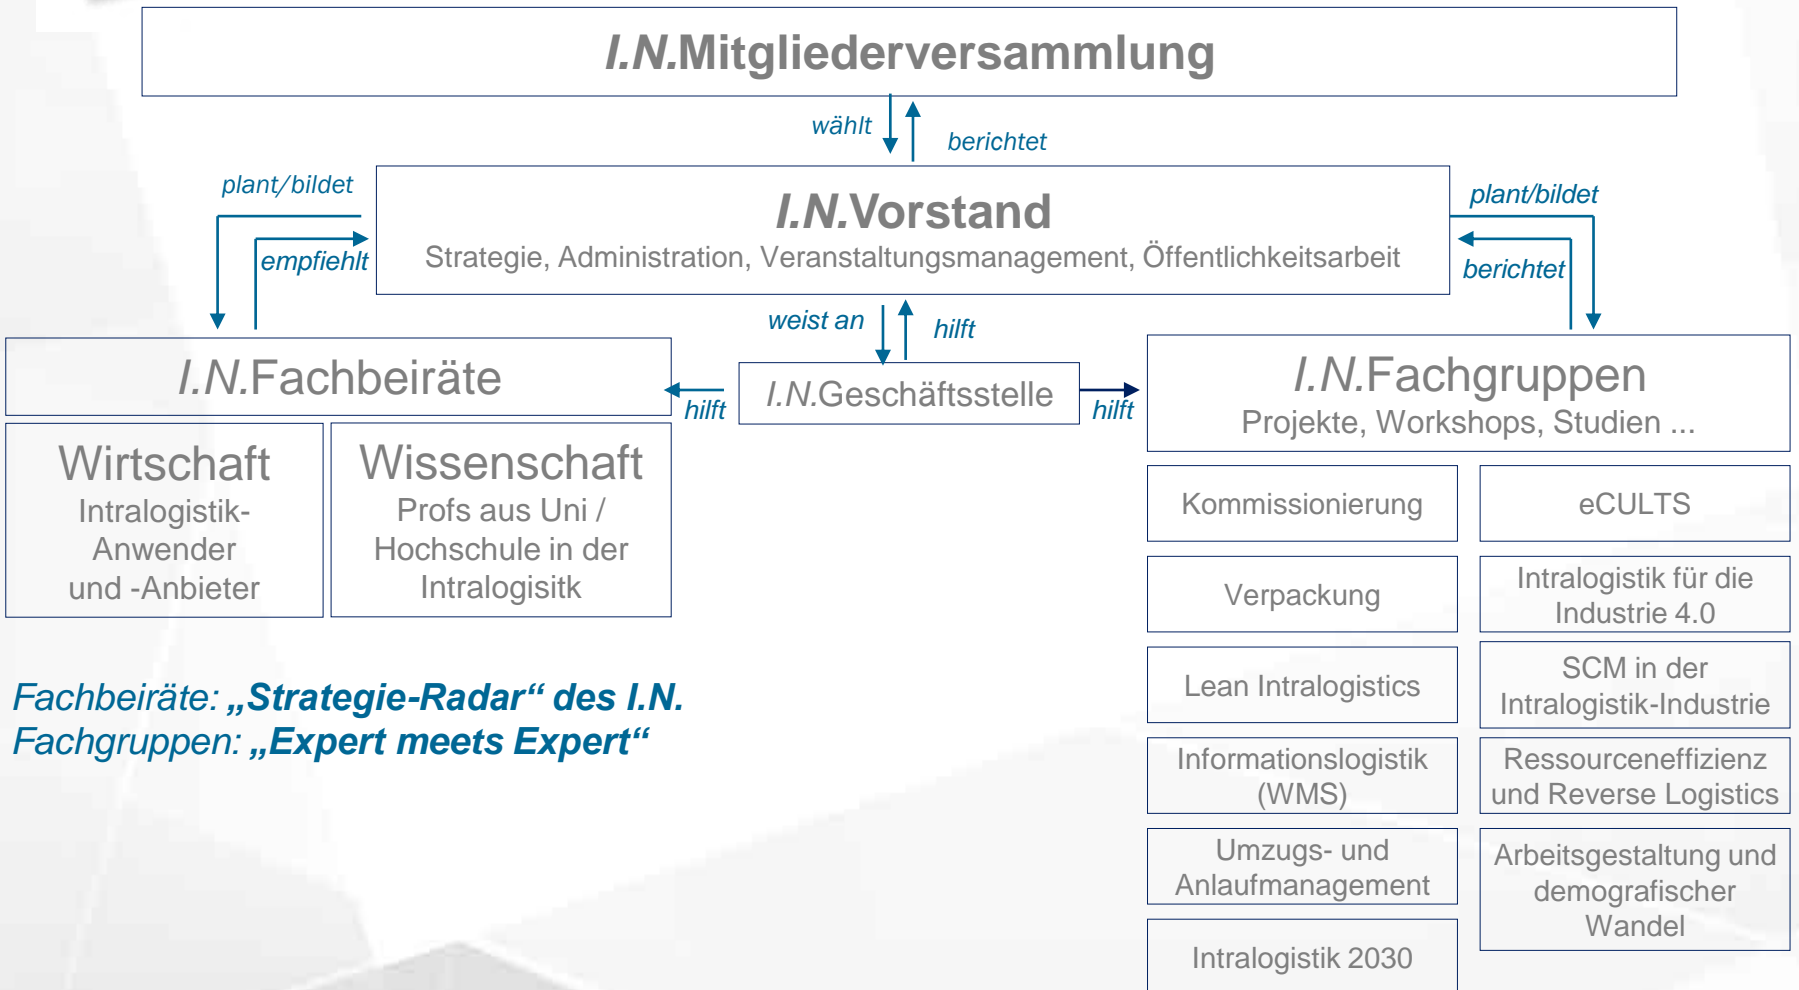 I.N.Mitgliederversammlung
wählt
berichtet
plant/bildet
I.N.Vorstand
plant/bildet
Strategie, Administration, Veranstaltungsmanagement, Öffentlichkeitsarbeit
empfiehlt
berichtet
weist an
hilft
I.N.Fachbeiräte
hilft
I.N.Geschäftsstelle
hilft
I.N.Fachgruppen
Projekte, Workshops, Studien ...
Wirtschaft
Intralogistik-
Anwender
und -Anbieter
Wissenschaft
Profs aus Uni /
Hochschule in der
Intralogisitk
Kommissionierung
eCULTS
Verpackung
Intralogistik für die
Industrie 4.0
Lean Intralogistics
SCM in der
Intralogistik-Industrie
Informationslogistik
(WMS)
Ressourceneffizienz
und Reverse Logistics
Umzugs- und
Anlaufmanagement
Arbeitsgestaltung und
demografischer
Wandel
Intralogistik 2030
Fachbeiräte: „Strategie-Radar“ des I.N.
Fachgruppen: „Expert meets Expert“